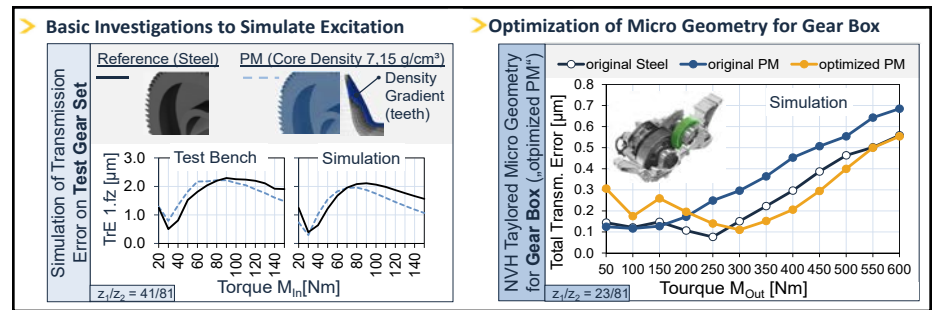 Basic Investigations to Simulate Excitation
Simulation of Transmission
Error on Test Gear Set
Reference (Steel)
PM (Core Density 7,15 g/cm³)
Density
Gradient
(teeth)
TrE 1.fz [µm]
3.0
2.0
1.0
0.0
Test Bench
20
40
60
80
100
120
140
Simulation
20
40
60
80
100
120
140
Torque M_In[Nm]
z₁/z₂ = 41/81
Optimization of Micro Geometry for Gear Box
NVH Taylored Micro Geometry
for Gear Box („otpimized PM“)
original Steel
original PM
optimized PM
Total Transm. Error [µm]
0.8
0.7
0.6
0.5
0.4
0.3
0.2
0.1
0.0
Simulation
50 100 150 200 250 300 350 400 450 500 550 600
Tourque M_Out [Nm]
z₁/z₂ = 23/81